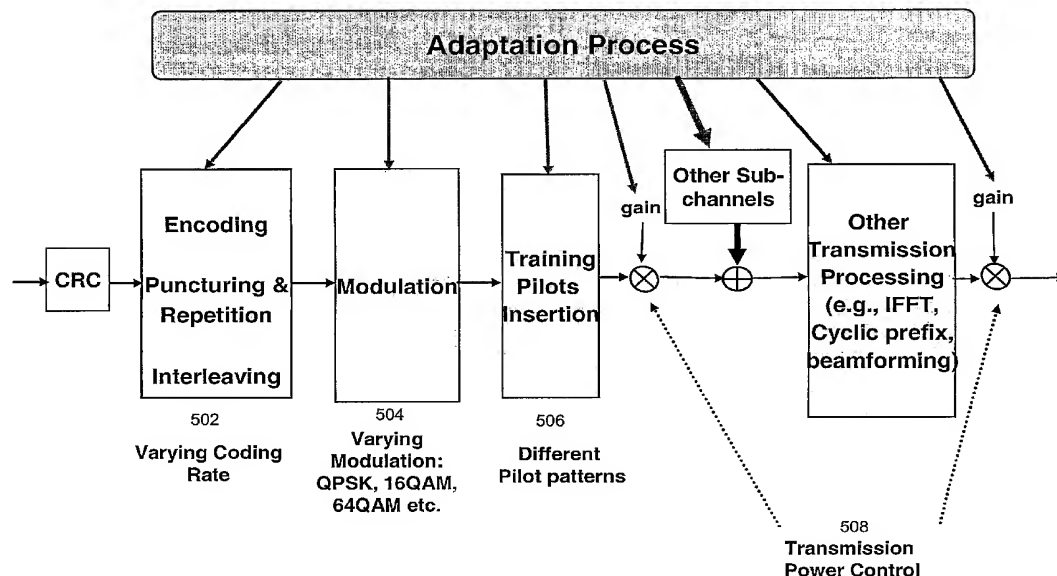 Adaptation Process
CRC
Encoding
Puncturing &
Repetition
Interleaving
502
Varying Coding
Rate
Modulation
504
Varying
Modulation:
QPSK, 16QAM,
64QAM etc.
Training
Pilots
Insertion
506
Different
Pilot patterns
gain
Other Sub-
channels
Other
Transmission
Processing
(e.g., IFFT,
Cyclic prefix,
beamforming)
gain
508
Transmission
Power Control